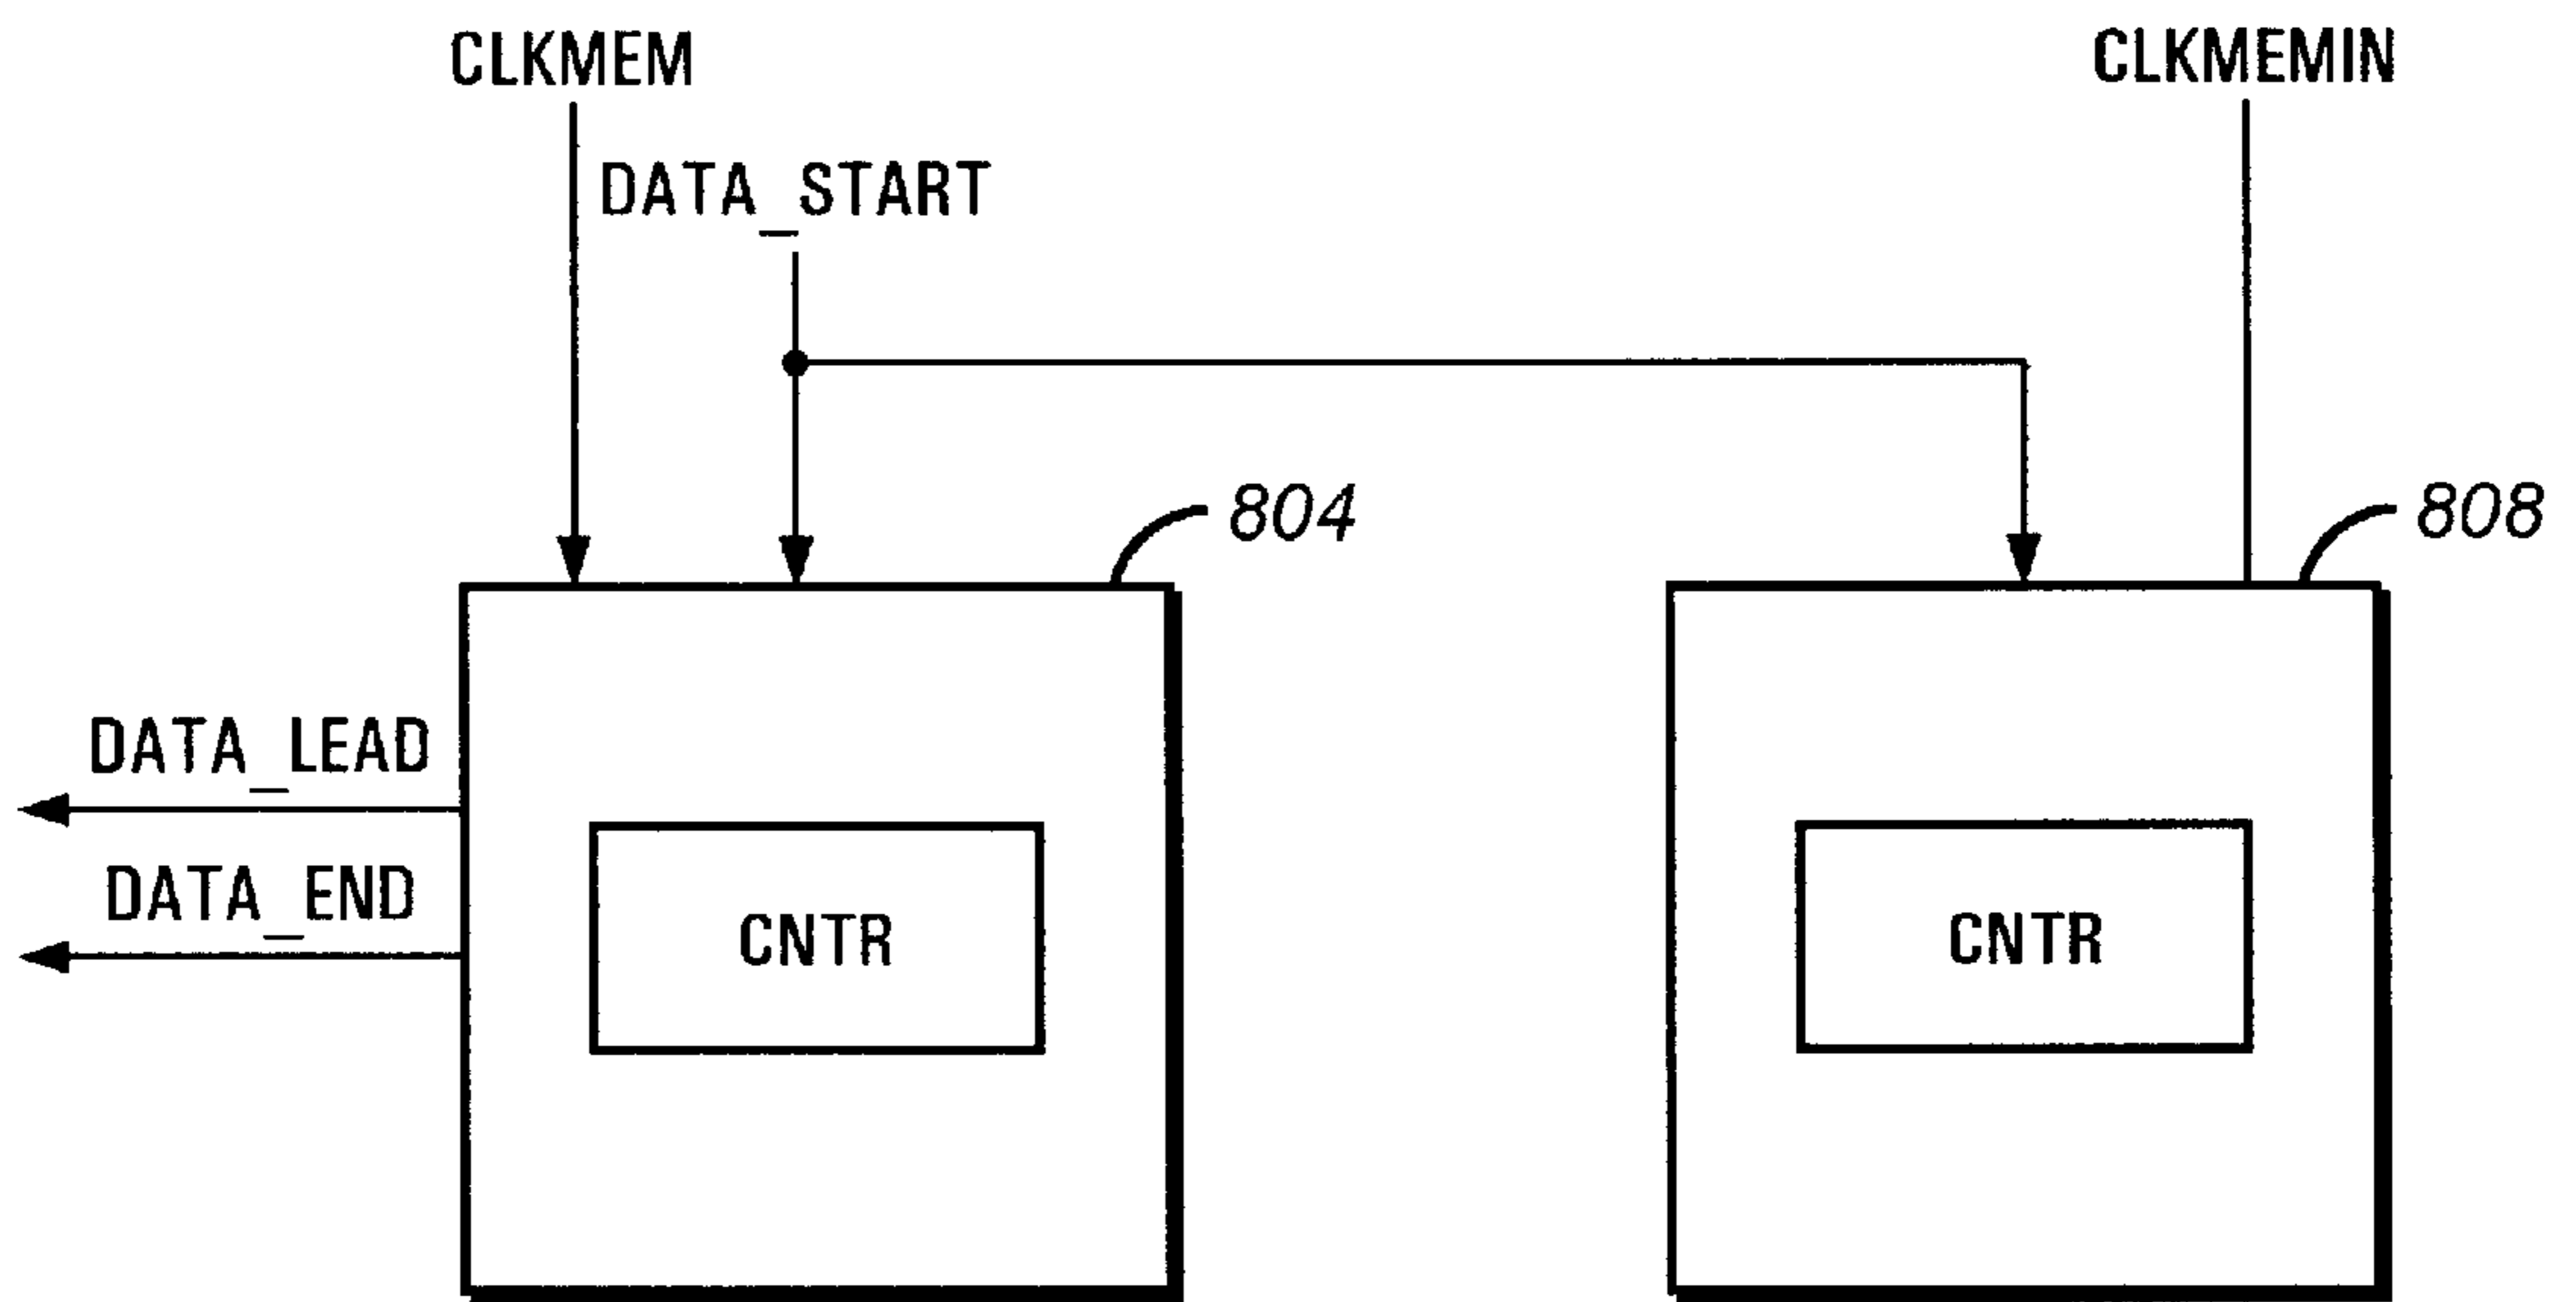 CLKMEM
CLKMEMIN
DATA_START
804
808
DATA_LEAD
DATA_END
CNTR
CNTR